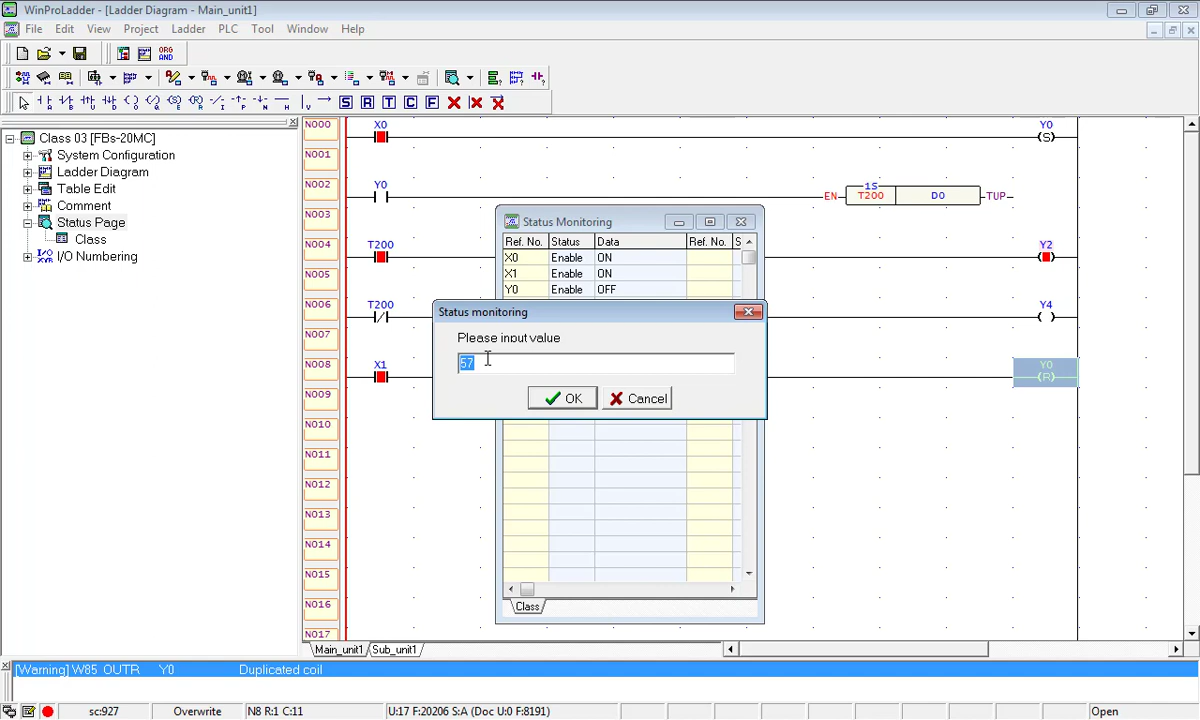 WinProLadder - [Ladder Diagram - Main_unit1]
File Edit View Project Ladder PLC Tool Window Help
ORG
AND
S R T C F
Class 03 [FBs-20MC]
System Configuration
Ladder Diagram
Table Edit
Comment
Status Page
Class
I/O Numbering
N000 X0 Y0
(S)
N001
N002 Y0 1S
EN T200 D0 TUP
N003
N004 T200 Y2
N005
N006 T200 Y4
N007
N008 X1 Y0
(R)
N009
N010
N011
N012
N013
N014
N015
N016
N017
Status Monitoring
Ref. No. Status Data Ref. No. S
X0 Enable ON
X1 Enable ON
Y0 Enable OFF
Status monitoring
Please input value
57
OK Cancel
Class
Main_unit1 Sub_unit1
[Warning] W85 OUTR Y0 Duplicated coil
sc:927 Overwrite N8 R:1 C:11 U:17 F:20206 S:A (Doc U:0 F:8191) Open